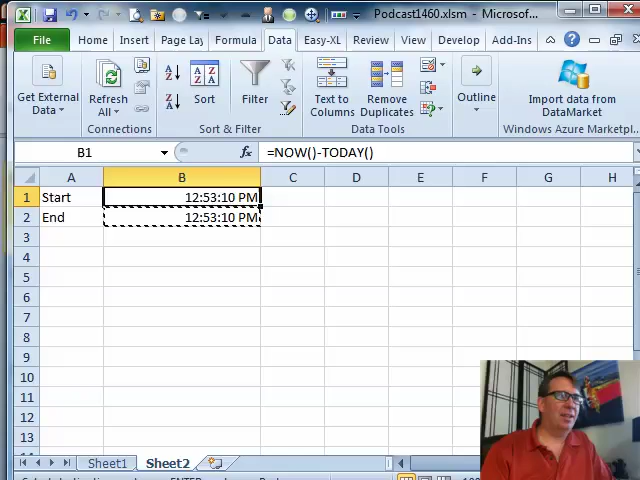 Podcast1460.xlsm - Microsof...
File Home Insert Page Lay Formula Data Easy-XL Review View Develop Add-Ins
Get External Data Refresh All Sort Filter Text to Columns Remove Duplicates Outline Import data from DataMarket
Connections Sort & Filter Data Tools Windows Azure Marketpl...
B1 fx =NOW()-TODAY()
A B C D E F G H
1 Start 12:53:10 PM
2 End 12:53:10 PM
3
4
5
6
7
8
9
10
11
12
13
Sheet1 Sheet2